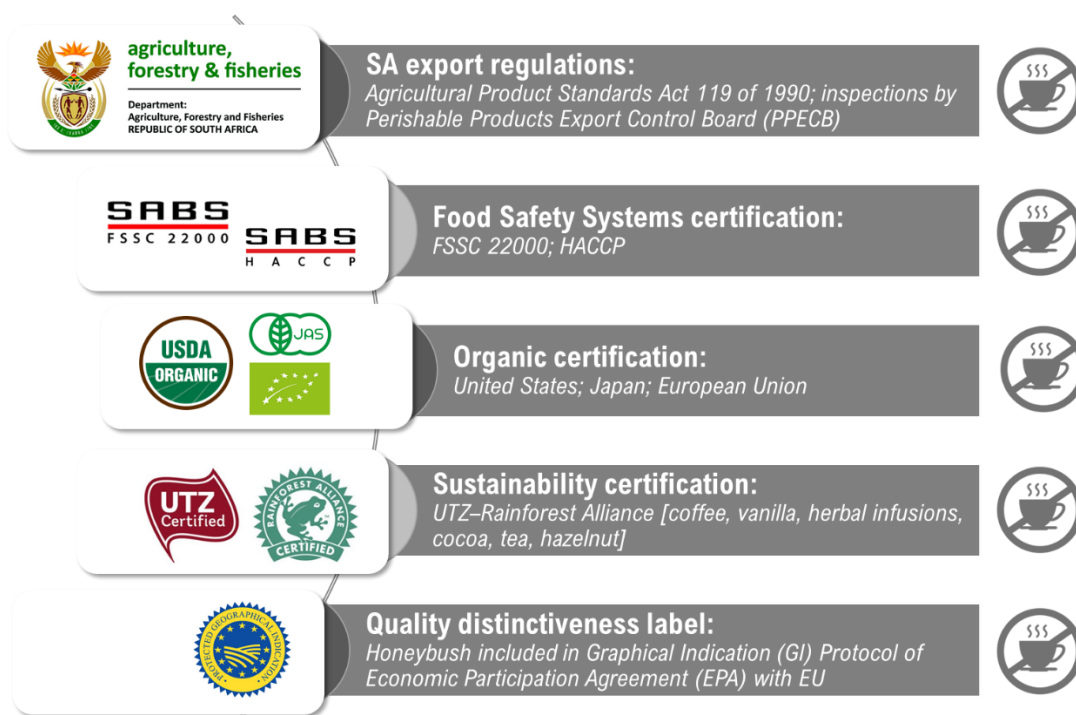 agriculture,
forestry & fisheries
Department:
Agriculture, Forestry and Fisheries
REPUBLIC OF SOUTH AFRICA
SA export regulations:
Agricultural Product Standards Act 119 of 1990; inspections by
Perishable Products Export Control Board (PPECB)
SABS
FSSC 22000
SABS
HACCP
Food Safety Systems certification:
FSSC 22000; HACCP
USDA
ORGANIC
JAS
Organic certification:
United States; Japan; European Union
UTZ
Certified
RAINFOREST ALLIANCE
CERTIFIED
Sustainability certification:
UTZ–Rainforest Alliance [coffee, vanilla, herbal infusions,
cocoa, tea, hazelnut]
PROTECTED GEOGRAPHICAL INDICATION
Quality distinctiveness label:
Honeybush included in Graphical Indication (GI) Protocol of
Economic Participation Agreement (EPA) with EU